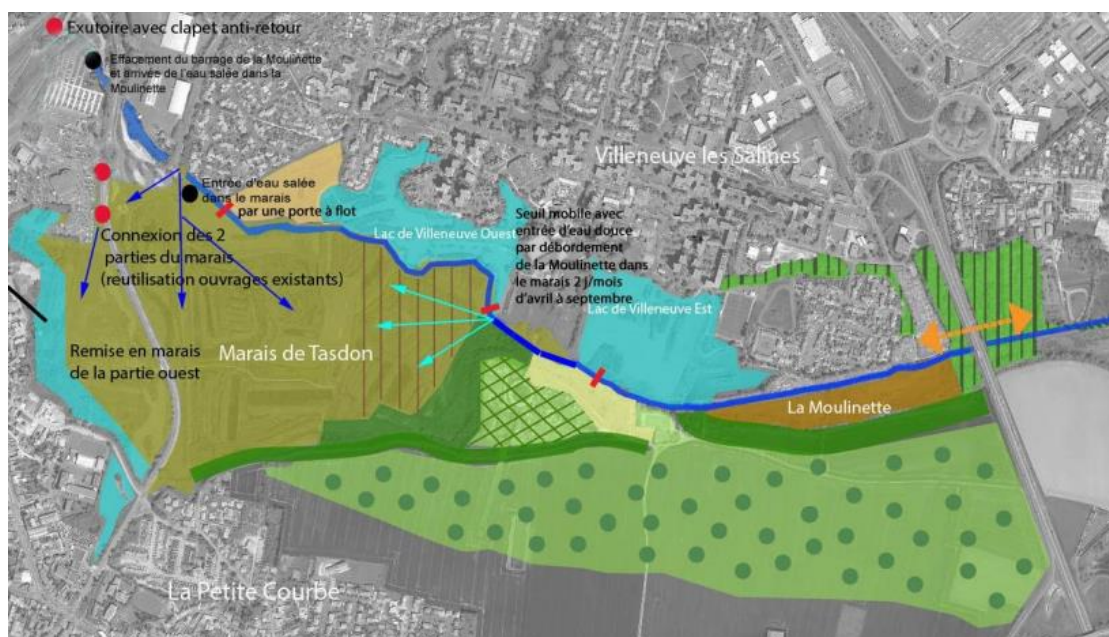 Exutoire avec clapet anti-retour
Effacement du barrage de la Moulinette
et arrivée de l'eau salée dans la
Moulinette
Villeneuve les Salines
Entrée d'eau salée
dans le marais
par une porte à flot
Lac de Villeneuve Ouest
Seuil mobile avec
entrée d'eau douce
par débordement
de la Moulinette dans
le marais 2 j/mois
d'avril à septembre
Connexion des 2
parties du marais
(reutilisation ouvrages existants)
Lac de Villeneuve Est
Remise en marais
de la partie ouest
Marais de Tasdon
La Moulinette
La Petite Courbe